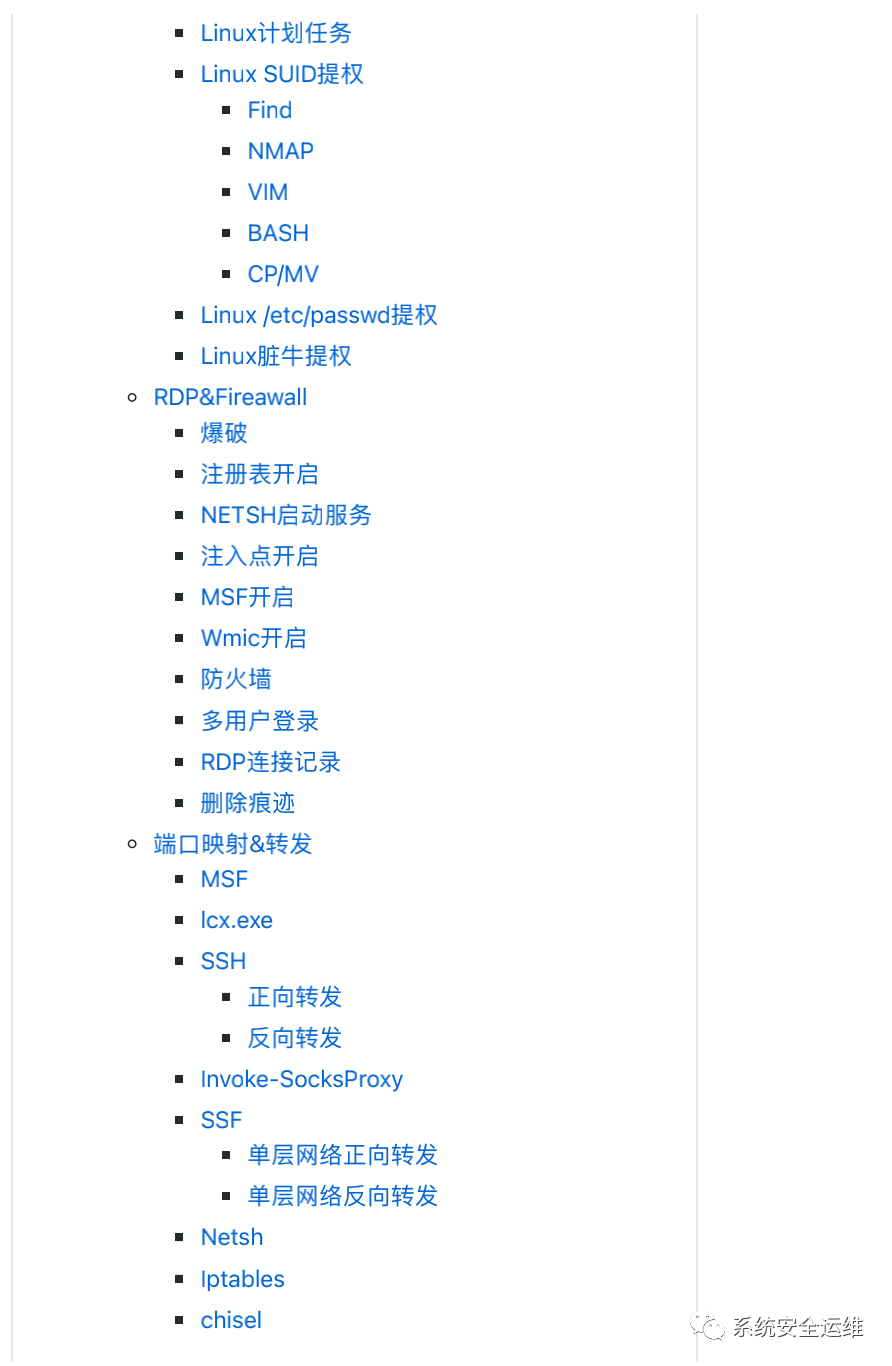 Linux计划任务
Linux SUID提权
Find
NMAP
VIM
BASH
CP/MV
Linux /etc/passwd提权
Linux脏牛提权
RDP&Fireawall
爆破
注册表开启
NETSH启动服务
注入点开启
MSF开启
Wmic开启
防火墙
多用户登录
RDP连接记录
删除痕迹
端口映射&转发
MSF
lcx.exe
SSH
正向转发
反向转发
Invoke-SocksProxy
SSF
单层网络正向转发
单层网络反向转发
Netsh
Iptables
chisel
系统安全运维